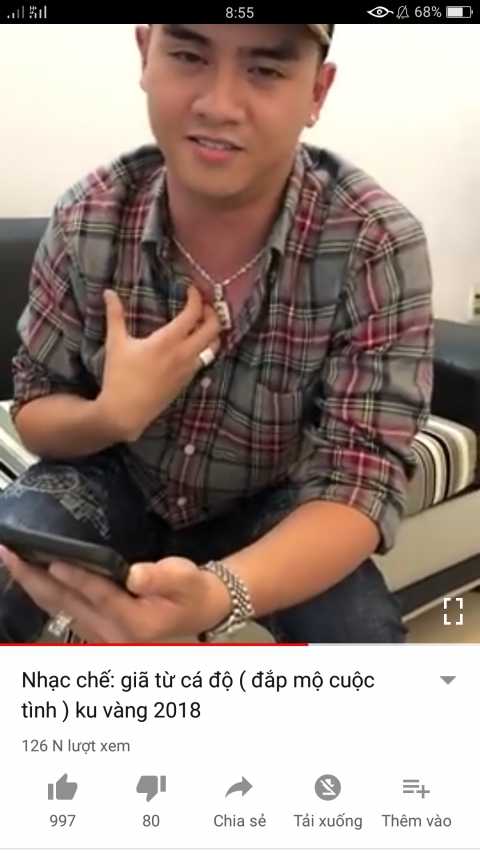 8:55
68%
Nhạc chế: giã từ cá độ ( đắp mộ cuộc
tình ) ku vàng 2018
126 N lượt xem
997
80
Chia sẻ
Tải xuống
Thêm vào